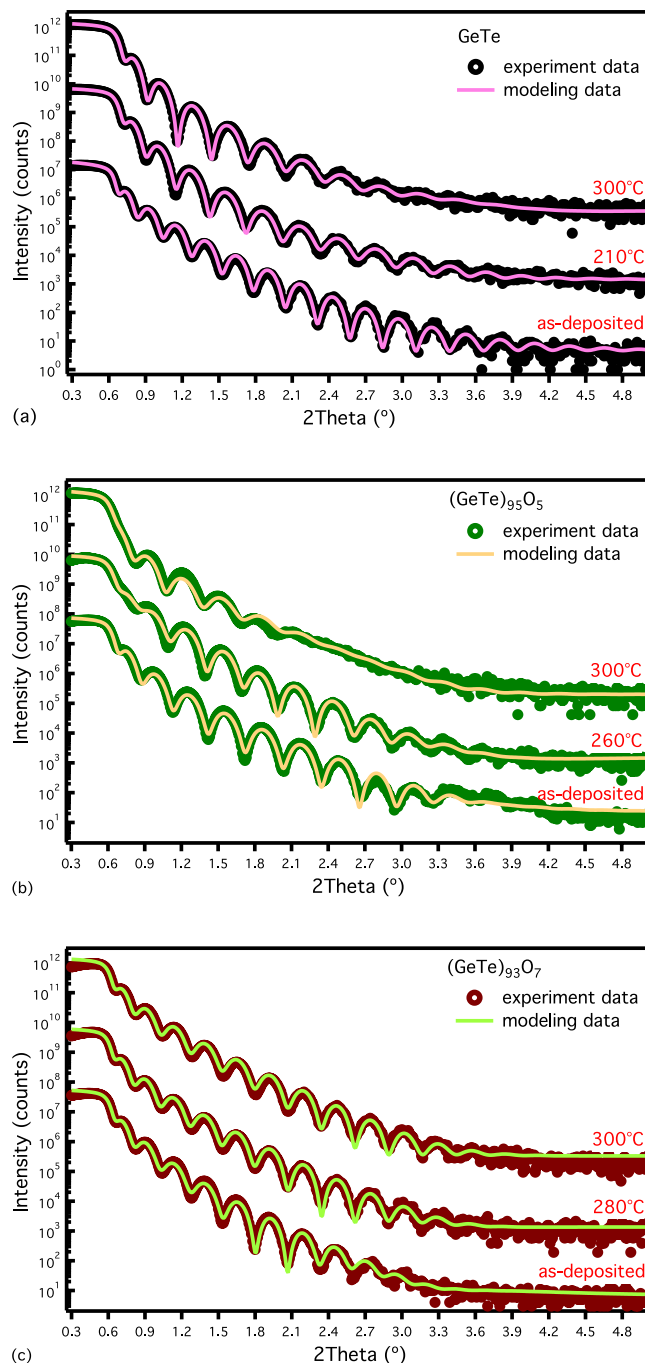 GeTe
experiment data
modeling data
10¹²
10¹¹
10¹⁰
10⁹
10⁸
10⁷
10⁶
10⁵
10⁴
10³
10²
10¹
10⁰
Intensity (counts)
300°C
210°C
as-deposited
0.3 0.6 0.9 1.2 1.5 1.8 2.1 2.4 2.7 3.0 3.3 3.6 3.9 4.2 4.5 4.8
2Theta (°)
(a)
(GeTe)₉₅O₅
experiment data
modeling data
10¹²
10¹¹
10¹⁰
10⁹
10⁸
10⁷
10⁶
10⁵
10⁴
10³
10²
10¹
Intensity (counts)
300°C
260°C
as-deposited
0.3 0.6 0.9 1.2 1.5 1.8 2.1 2.4 2.7 3.0 3.3 3.6 3.9 4.2 4.5 4.8
2Theta (°)
(b)
(GeTe)₉₃O₇
experiment data
modeling data
10¹²
10¹¹
10¹⁰
10⁹
10⁸
10⁷
10⁶
10⁵
10⁴
10³
10²
10¹
Intensity (counts)
300°C
280°C
as-deposited
0.3 0.6 0.9 1.2 1.5 1.8 2.1 2.4 2.7 3.0 3.3 3.6 3.9 4.2 4.5 4.8
2Theta (°)
(c)